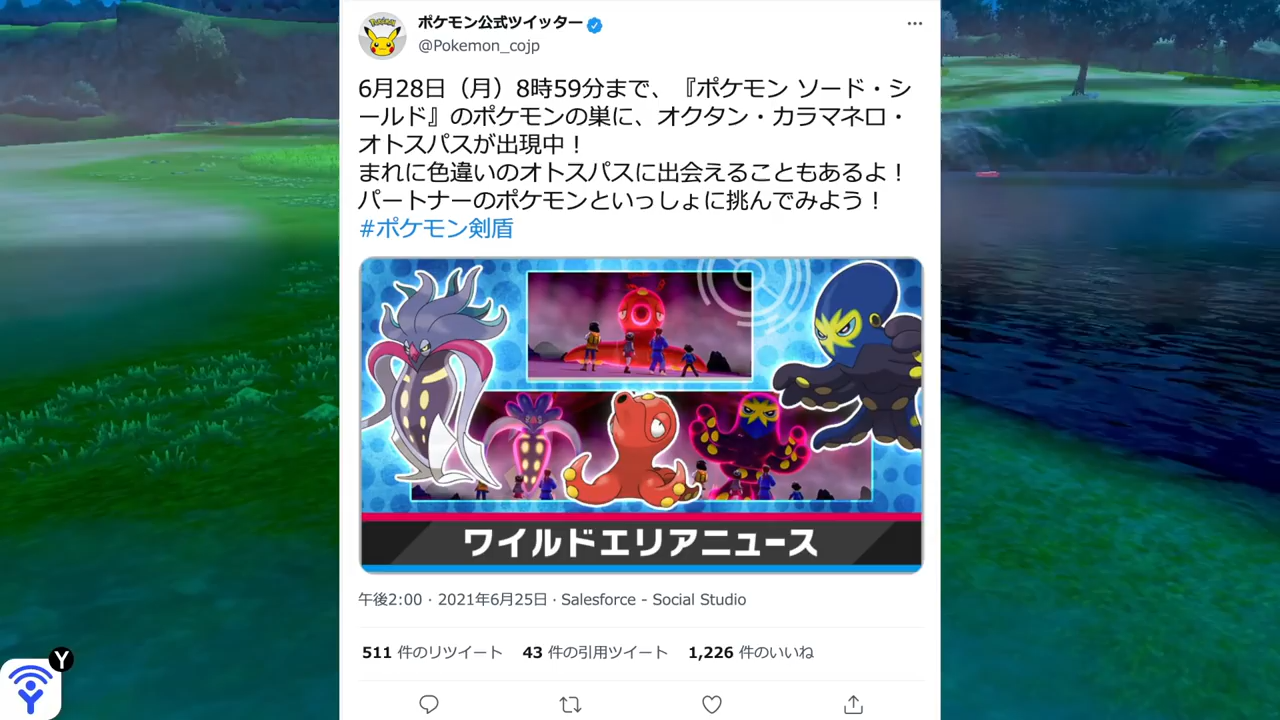 ポケモン公式ツイッター
@Pokemon_cojp
6月28日（月）8時59分まで、『ポケモン ソード・シ
ールド』のポケモンの巣に、オクタン・カラマネロ・
オトスパスが出現中！
まれに色違いのオトスパスに出会えることもあるよ！
パートナーのポケモンといっしょに挑んでみよう！
#ポケモン剣盾
ワイルドエリアニュース
午後2:00 · 2021年6月25日 · Salesforce - Social Studio
511 件のリツイート 43 件の引用ツイート 1,226 件のいいね
Y